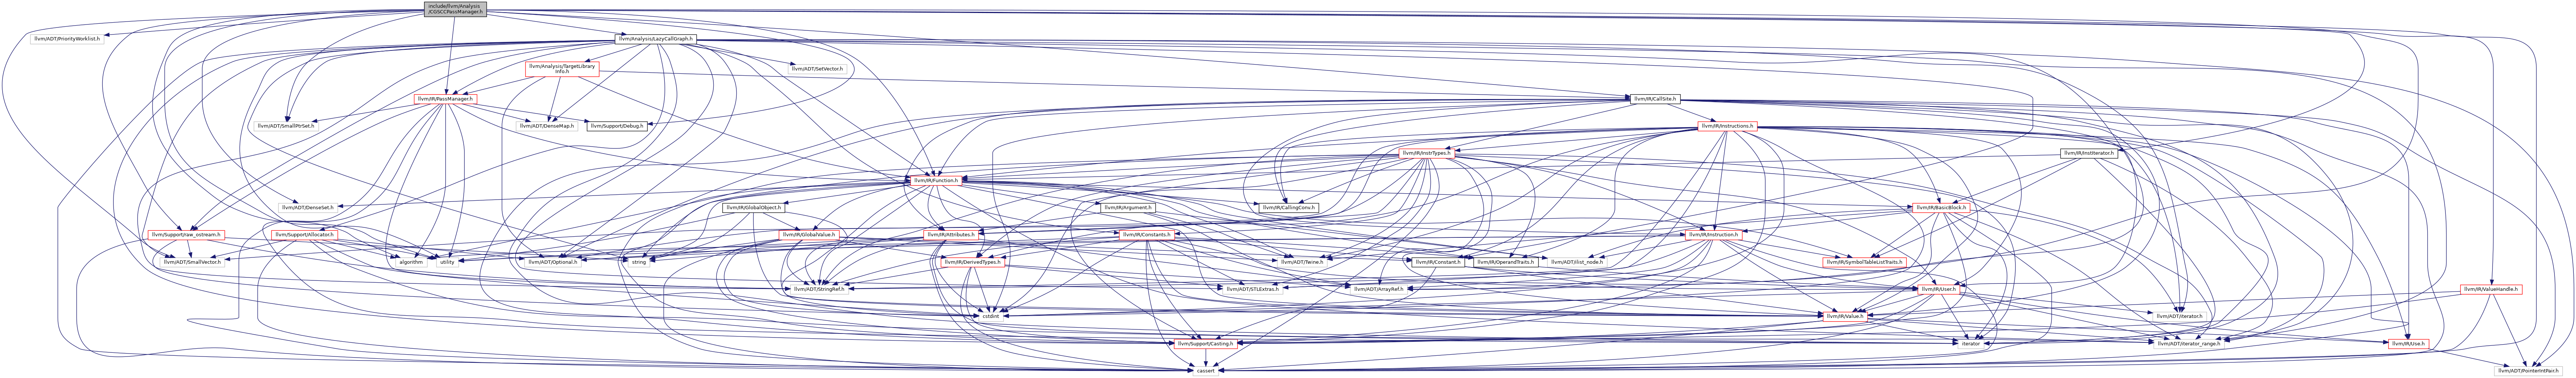 include/llvm/Analysis
/CGSCCPassManager.h
llvm/ADT/PriorityWorklist.h
llvm/Analysis/LazyCallGraph.h
llvm/Analysis/TargetLibrary
Info.h
llvm/ADT/SetVector.h
llvm/IR/PassManager.h
llvm/IR/CallSite.h
llvm/ADT/SmallPtrSet.h
llvm/ADT/DenseMap.h
llvm/Support/Debug.h
llvm/IR/Instructions.h
llvm/IR/InstrTypes.h
llvm/IR/InstIterator.h
llvm/IR/Function.h
llvm/ADT/DenseSet.h
llvm/IR/GlobalObject.h
llvm/IR/Argument.h
llvm/IR/CallingConv.h
llvm/IR/BasicBlock.h
llvm/Support/raw_ostream.h
llvm/Support/Allocator.h
llvm/IR/GlobalValue.h
llvm/IR/Attributes.h
llvm/IR/Constants.h
llvm/IR/Instruction.h
llvm/ADT/SmallVector.h
algorithm
utility
llvm/ADT/Optional.h
string
llvm/IR/DerivedTypes.h
llvm/ADT/Twine.h
llvm/IR/Constant.h
llvm/IR/OperandTraits.h
llvm/ADT/ilist_node.h
llvm/IR/SymbolTableListTraits.h
llvm/ADT/StringRef.h
llvm/ADT/STLExtras.h
llvm/ADT/ArrayRef.h
llvm/IR/User.h
llvm/IR/ValueHandle.h
cstdint
llvm/IR/Value.h
llvm/ADT/iterator.h
llvm/Support/Casting.h
iterator
llvm/ADT/iterator_range.h
llvm/IR/Use.h
cassert
llvm/ADT/PointerIntPair.h